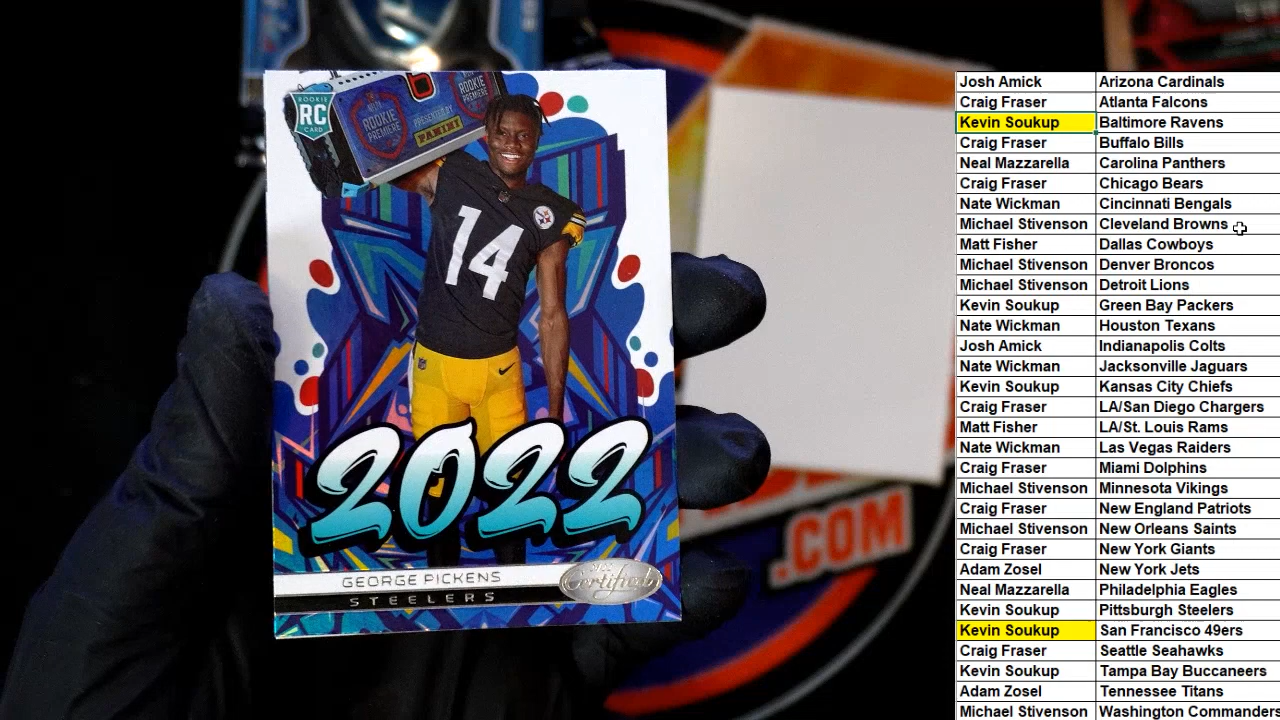 ROOKIE
RC
CARD
ROOKIE
PREMIERE
PRESENTED BY
PANINI
ROOKIE
PREMIERE
14
2022
GEORGE PICKENS
STEELERS
Certified
.COM
Josh Amick Arizona Cardinals
Craig Fraser Atlanta Falcons
Kevin Soukup Baltimore Ravens
Craig Fraser Buffalo Bills
Neal Mazzarella Carolina Panthers
Craig Fraser Chicago Bears
Nate Wickman Cincinnati Bengals
Michael Stivenson Cleveland Browns
Matt Fisher Dallas Cowboys
Michael Stivenson Denver Broncos
Michael Stivenson Detroit Lions
Kevin Soukup Green Bay Packers
Nate Wickman Houston Texans
Josh Amick Indianapolis Colts
Nate Wickman Jacksonville Jaguars
Kevin Soukup Kansas City Chiefs
Craig Fraser LA/San Diego Chargers
Matt Fisher LA/St. Louis Rams
Nate Wickman Las Vegas Raiders
Craig Fraser Miami Dolphins
Michael Stivenson Minnesota Vikings
Craig Fraser New England Patriots
Michael Stivenson New Orleans Saints
Craig Fraser New York Giants
Adam Zosel New York Jets
Neal Mazzarella Philadelphia Eagles
Kevin Soukup Pittsburgh Steelers
Kevin Soukup San Francisco 49ers
Craig Fraser Seattle Seahawks
Kevin Soukup Tampa Bay Buccaneers
Adam Zosel Tennessee Titans
Michael Stivenson Washington Commanders